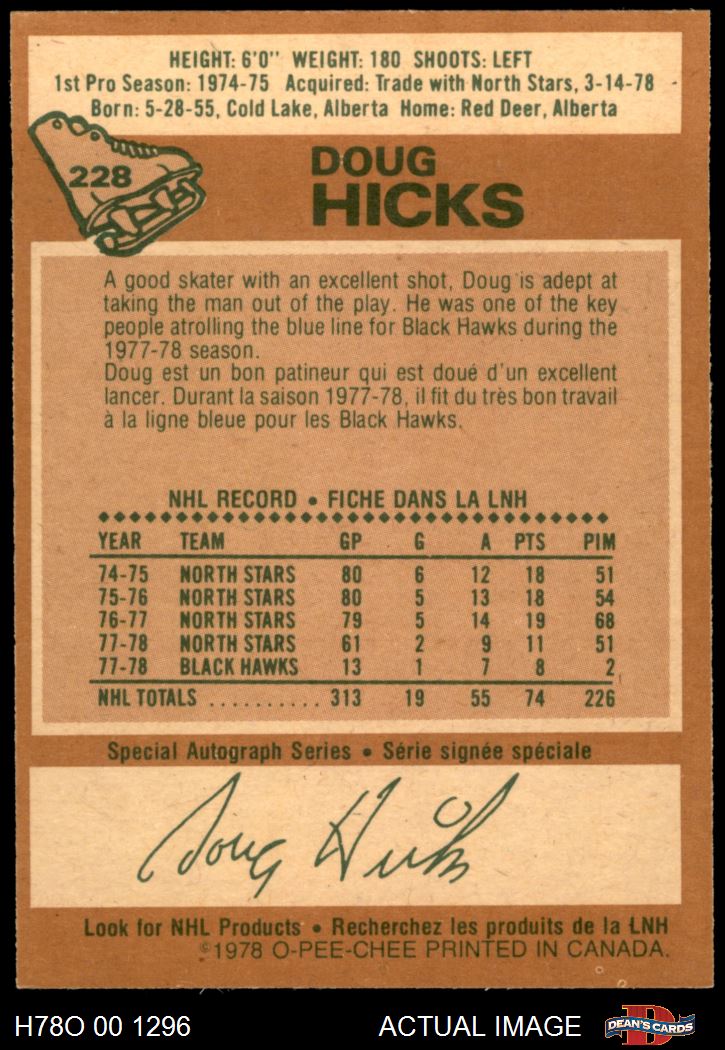 HEIGHT: 6'0" WEIGHT: 180 SHOOTS: LEFT
1st Pro Season: 1974-75 Acquired: Trade with North Stars, 3-14-78
Born: 5-28-55, Cold Lake, Alberta Home: Red Deer, Alberta
228
DOUG
HICKS
A good skater with an excellent shot, Doug is adept at
taking the man out of the play. He was one of the key
people atrolling the blue line for Black Hawks during the
1977-78 season.
Doug est un bon patineur qui est doué d'un excellent
lancer. Durant la saison 1977-78, il fit du très bon travail
à la ligne bleue pour les Black Hawks.
NHL RECORD • FICHE DANS LA LNH
YEAR TEAM GP G A PTS PIM
74-75 NORTH STARS 80 6 12 18 51
75-76 NORTH STARS 80 5 13 18 54
76-77 NORTH STARS 79 5 14 19 68
77-78 NORTH STARS 61 2 9 11 51
77-78 BLACK HAWKS 13 1 7 8 2
NHL TOTALS .......... 313 19 55 74 226
Special Autograph Series • Série signée spéciale
Doug Hicks
Look for NHL Products • Recherchez les produits de la LNH
©1978 O-PEE-CHEE PRINTED IN CANADA.
H78O 00 1296 ACTUAL IMAGE DEAN'S CARDS